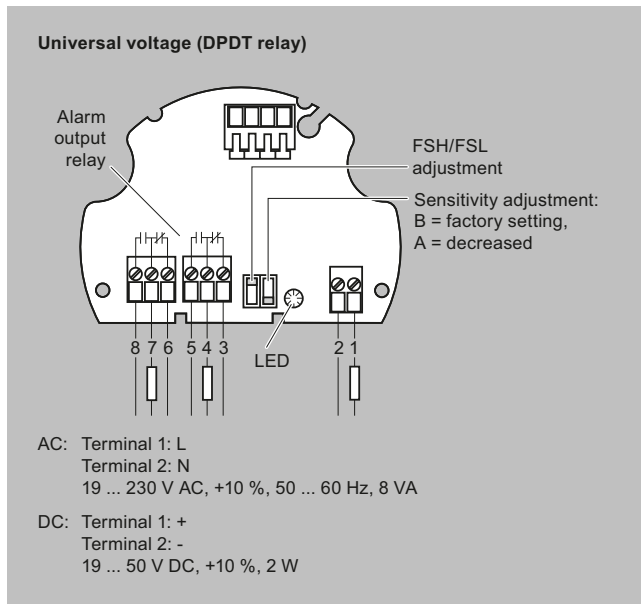 Universal voltage (DPDT relay)
Alarm
output
relay
FSH/FSL
adjustment
Sensitivity adjustment:
B = factory setting,
A = decreased
8 7 6 5 4 3 2 1
LED
AC: Terminal 1: L
Terminal 2: N
19 ... 230 V AC, +10 %, 50 ... 60 Hz, 8 VA
DC: Terminal 1: +
Terminal 2: -
19 ... 50 V DC, +10 %, 2 W